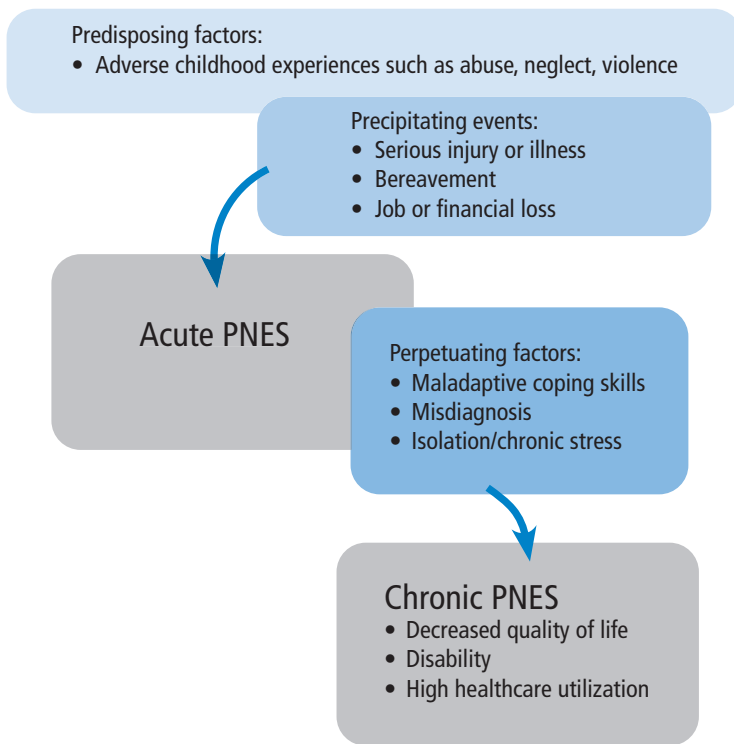 Predisposing factors:
• Adverse childhood experiences such as abuse, neglect, violence
Precipitating events:
• Serious injury or illness
• Bereavement
• Job or financial loss
Acute PNES
Perpetuating factors:
• Maladaptive coping skills
• Misdiagnosis
• Isolation/chronic stress
Chronic PNES
• Decreased quality of life
• Disability
• High healthcare utilization